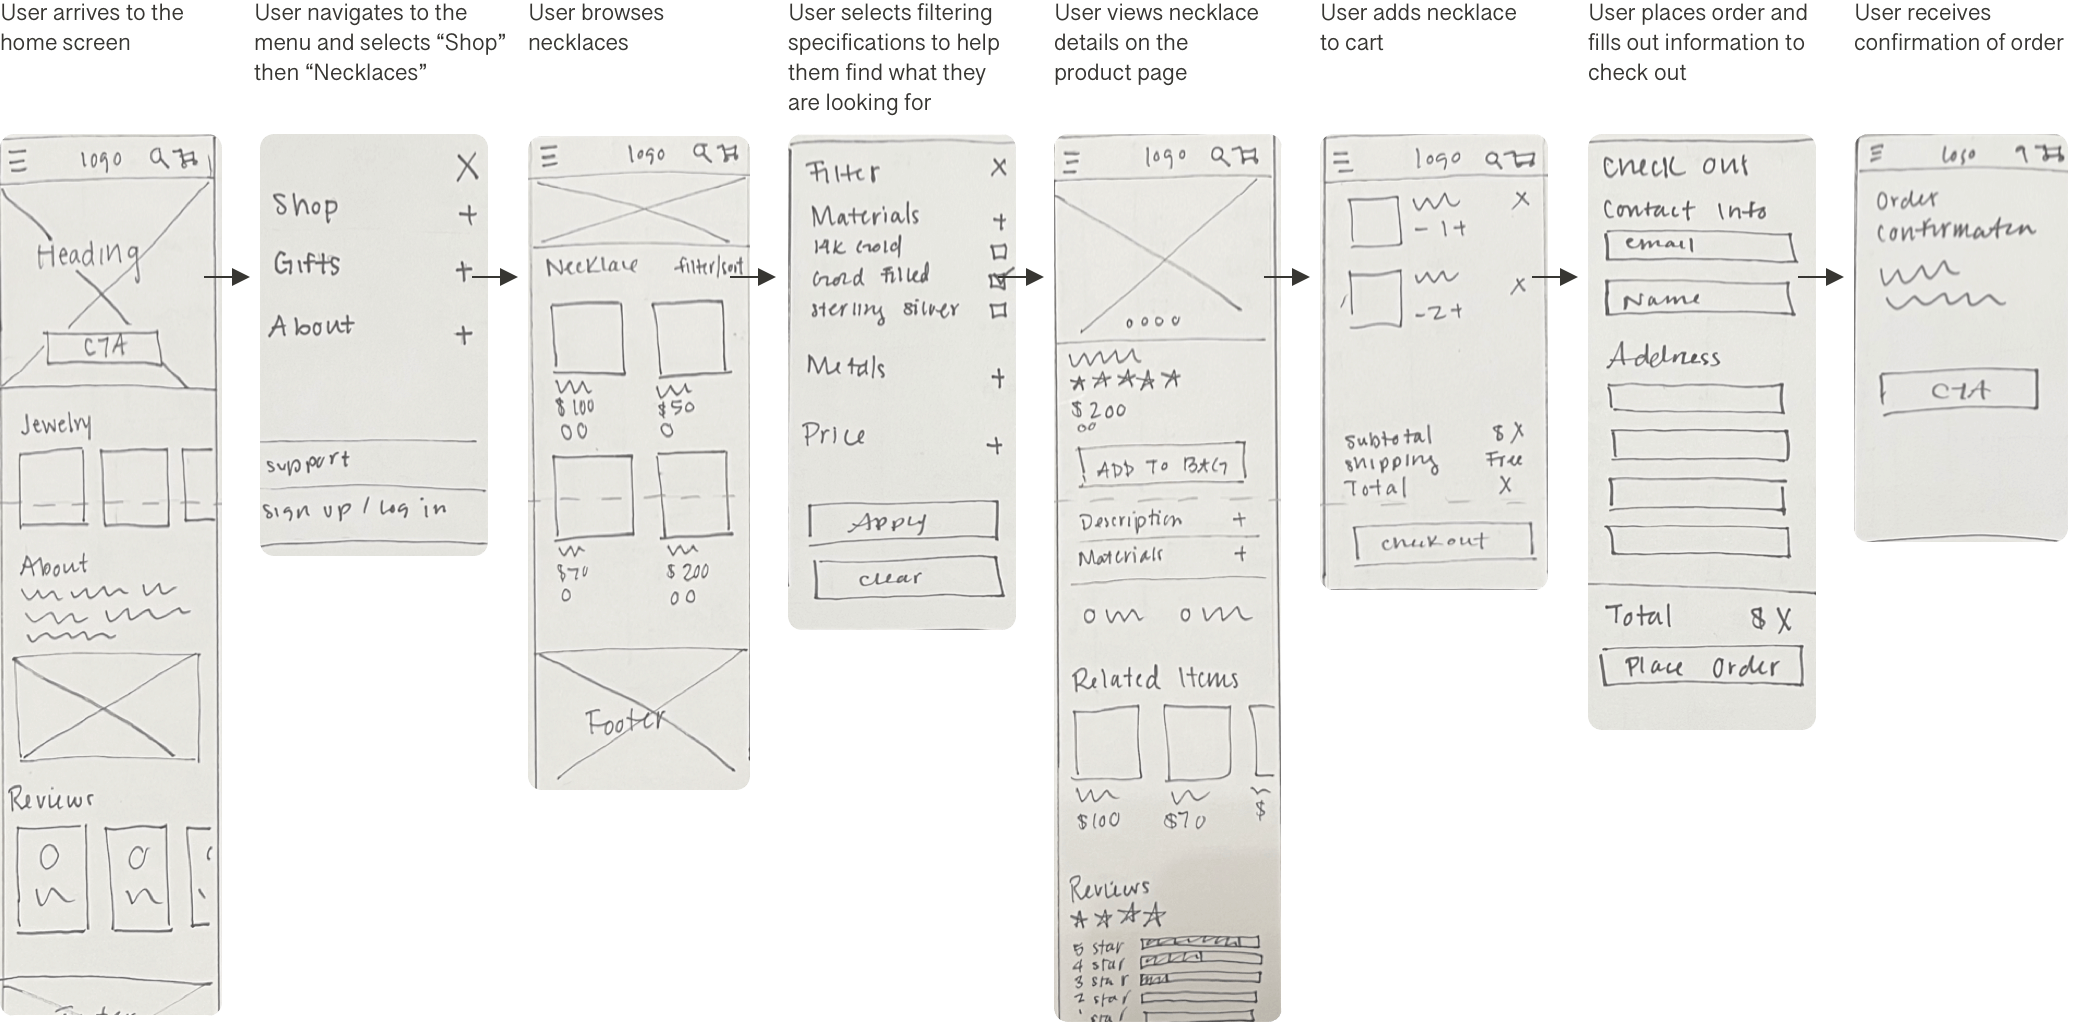 User arrives to the
home screen
User navigates to the
menu and selects “Shop”
then “Necklaces”
User browses
necklaces
User selects filtering
specifications to help
them find what they
are looking for
User views necklace
details on the
product page
User adds necklace
to cart
User places order and
fills out information to
check out
User receives
confirmation of order
logo
Heading
CTA
Jewelry
About
Reviews
Footer
X
Shop +
Gifts +
About +
support
sign up / log in
logo
Necklace filter/sort
$100 $50
$70 $200
Footer
Filter X
Materials +
14K Gold
Gold Filled
sterling silver
Metals +
Price +
APPLY
clear
logo
$200
ADD TO BAG
Description +
Materials +
Related Items
$100 $70 $
Reviews
5 star
4 star
3 star
2 star
1 star
logo
X
- 1 +
X
- 2 +
subtotal $ X
shipping Free
Total X
checkout
Check out
Contact Info
email
Name
Address
Total $ X
Place Order
logo
Order
Confirmation
CTA